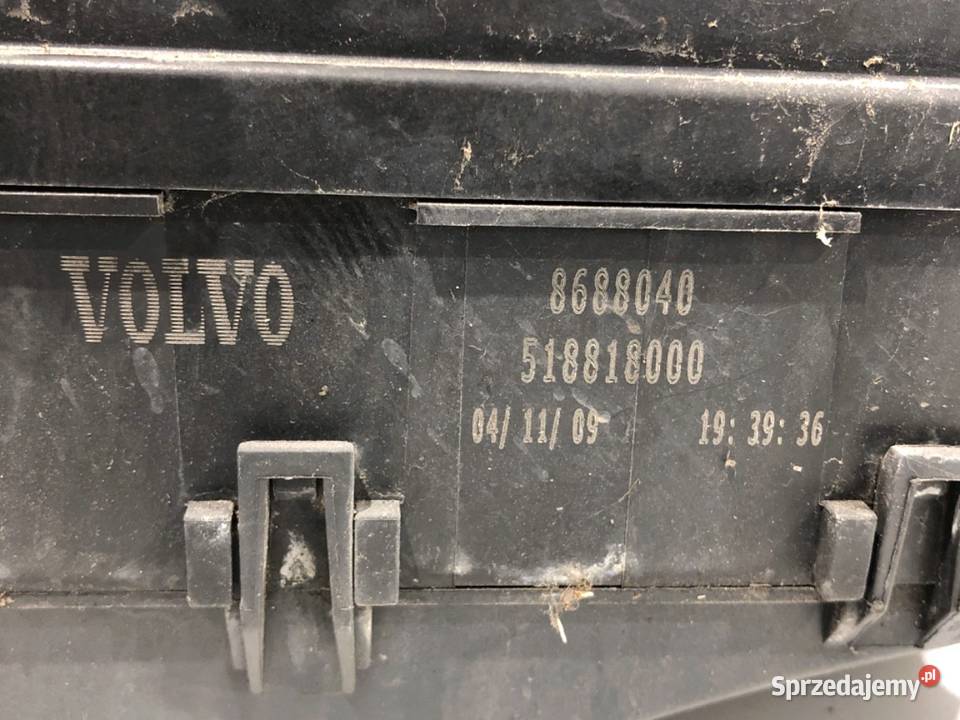 VOLVO
8688040
518818000
04/ 11/ 09 19: 39: 36
Sprzedajemy.pl